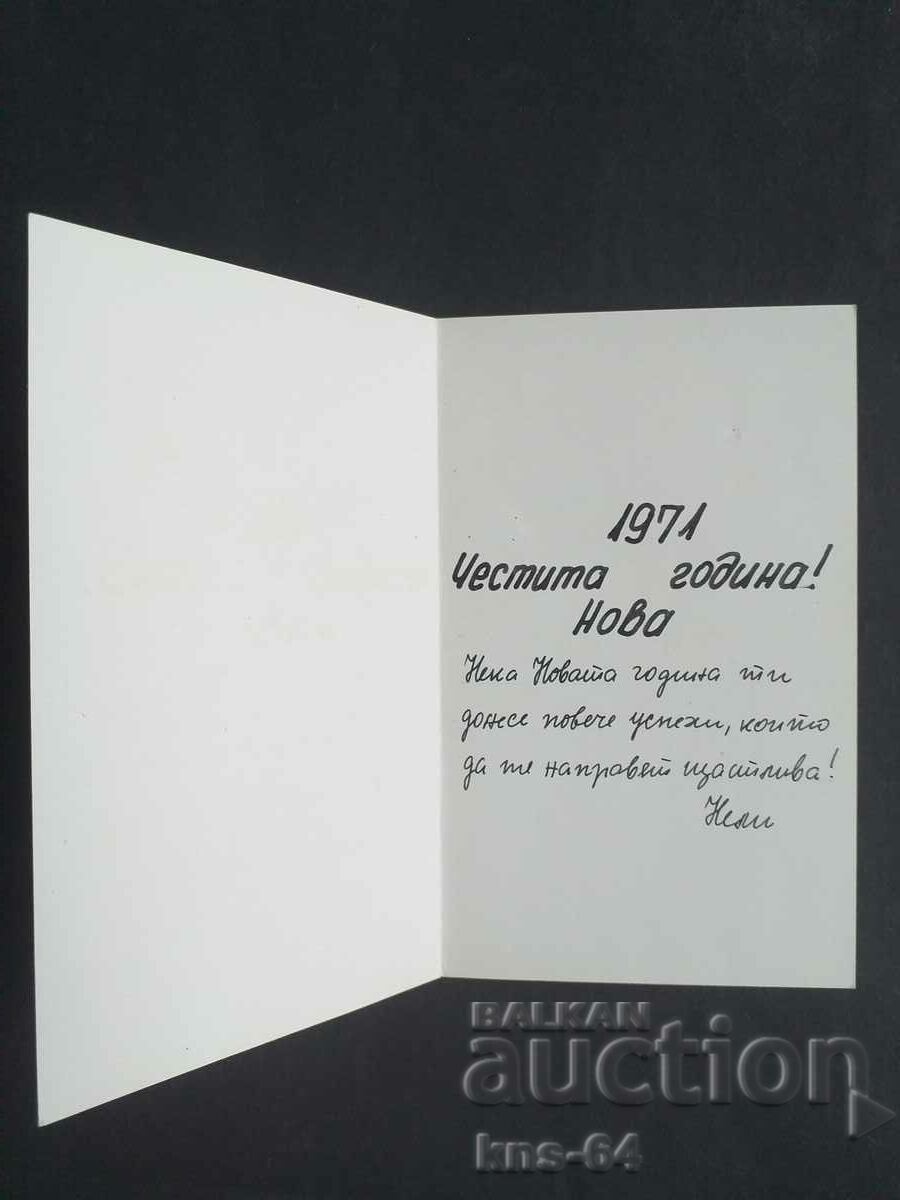 1971
Честита година!
Нова
Нека Новата година ти
донесе повече успехи, които
да те направят щастлива!
Нели
BALKAN
auction
kns-64